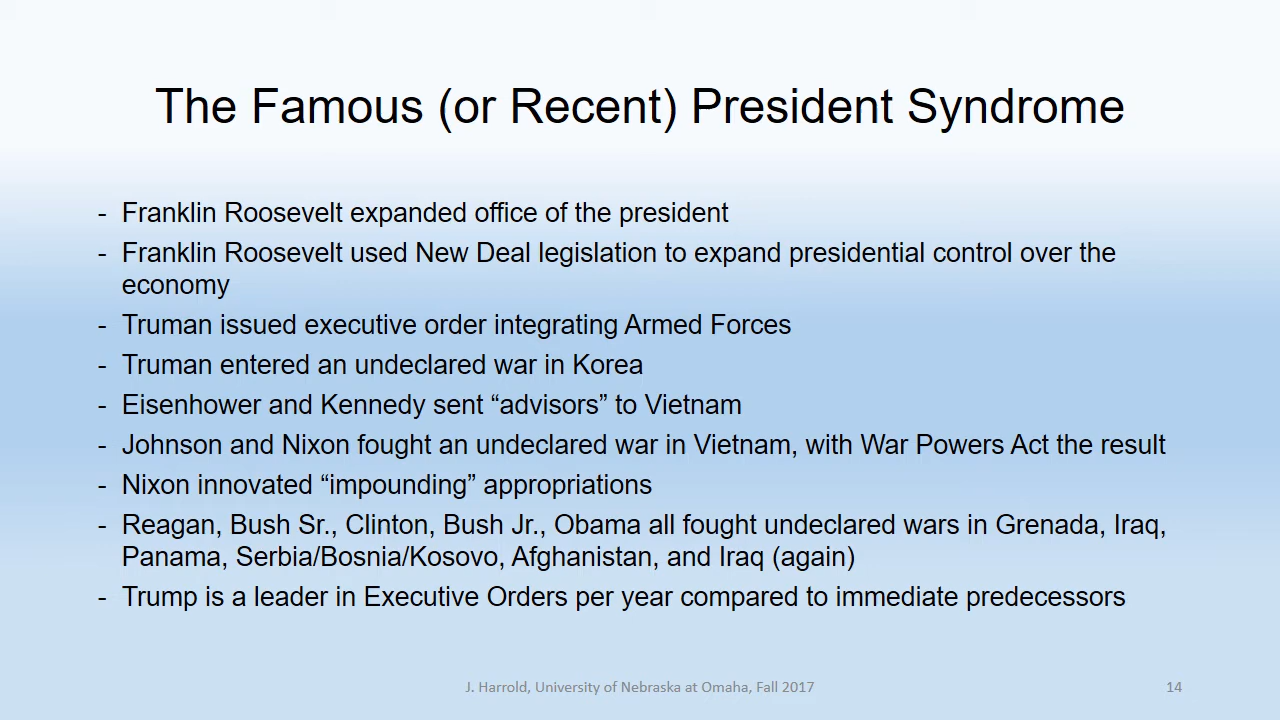 The Famous (or Recent) President Syndrome
- Franklin Roosevelt expanded office of the president
- Franklin Roosevelt used New Deal legislation to expand presidential control over the
economy
- Truman issued executive order integrating Armed Forces
- Truman entered an undeclared war in Korea
- Eisenhower and Kennedy sent “advisors” to Vietnam
- Johnson and Nixon fought an undeclared war in Vietnam, with War Powers Act the result
- Nixon innovated “impounding” appropriations
- Reagan, Bush Sr., Clinton, Bush Jr., Obama all fought undeclared wars in Grenada, Iraq,
Panama, Serbia/Bosnia/Kosovo, Afghanistan, and Iraq (again)
- Trump is a leader in Executive Orders per year compared to immediate predecessors
J. Harrold, University of Nebraska at Omaha, Fall 2017
14